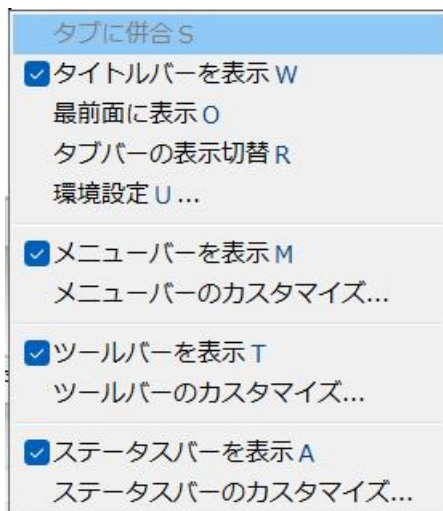 タブに併合 S
タイトルバーを表示 W
最前面に表示 O
タブバーの表示切替 R
環境設定 U ...
メニューバーを表示 M
メニューバーのカスタマイズ...
ツールバーを表示 T
ツールバーのカスタマイズ...
ステータスバーを表示 A
ステータスバーのカスタマイズ...